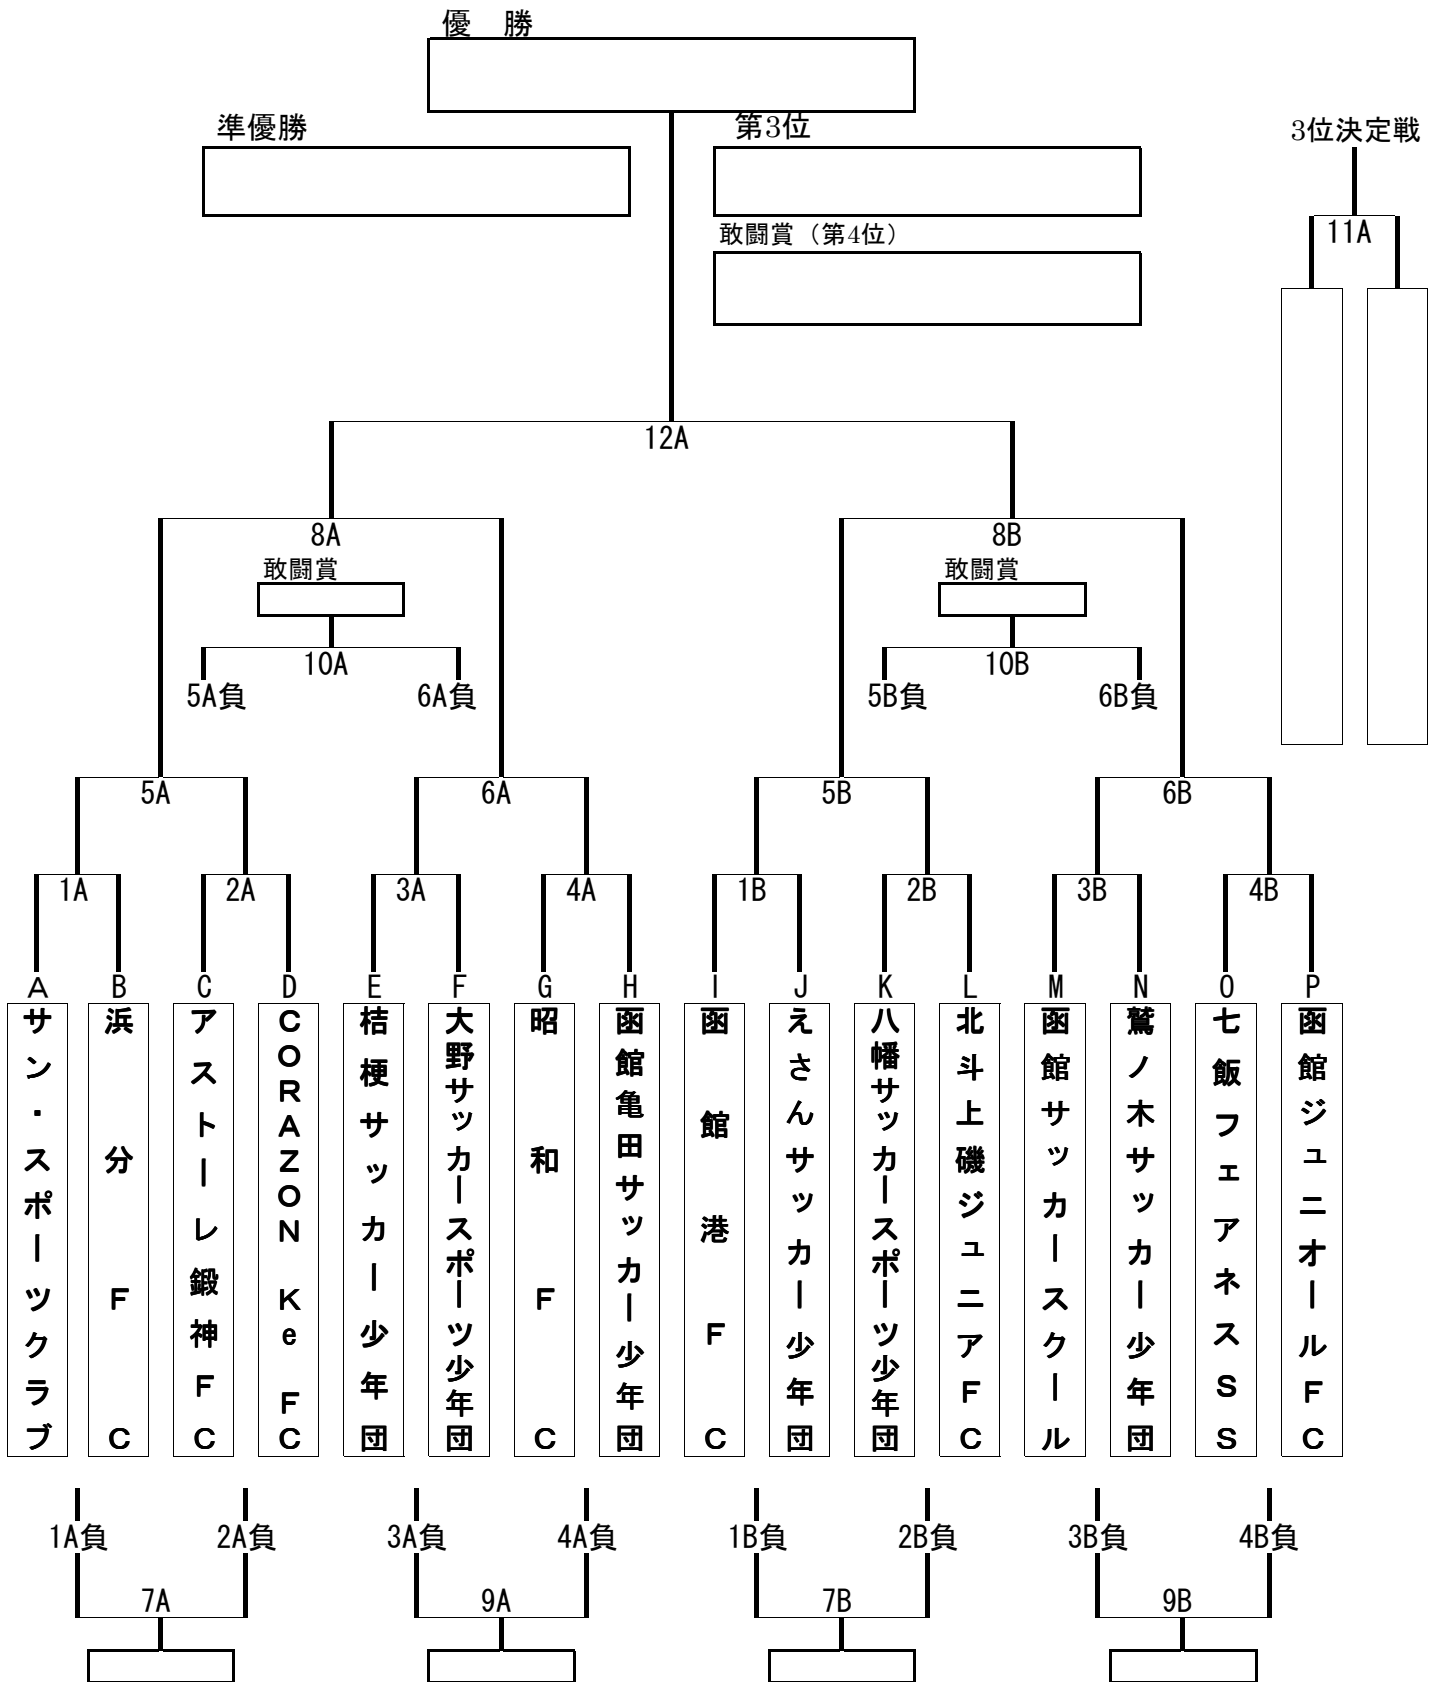 優　勝
準優勝
第3位
3位決定戦
敢闘賞（第4位）
11A
12A
8A
8B
敢闘賞
敢闘賞
10A
10B
5A負
6A負
5B負
6B負
5A
6A
5B
6B
1A
2A
3A
4A
1B
2B
3B
4B
A
B
C
D
E
F
G
H
I
J
K
L
M
N
O
P
サン・スポーツクラブ
浜分FC
アストーレ鍛神FC
CORAZON Ke FC
桔梗サッカー少年団
大野サッカースポーツ少年団
昭和FC
函館亀田サッカー少年団
函館港FC
えさんサッカー少年団
八幡サッカースポーツ少年団
北斗上磯ジュニアFC
函館サッカースクール
鷲ノ木サッカー少年団
七飯フェアネスSS
函館ジュニオールFC
1A負
2A負
3A負
4A負
1B負
2B負
3B負
4B負
7A
9A
7B
9B